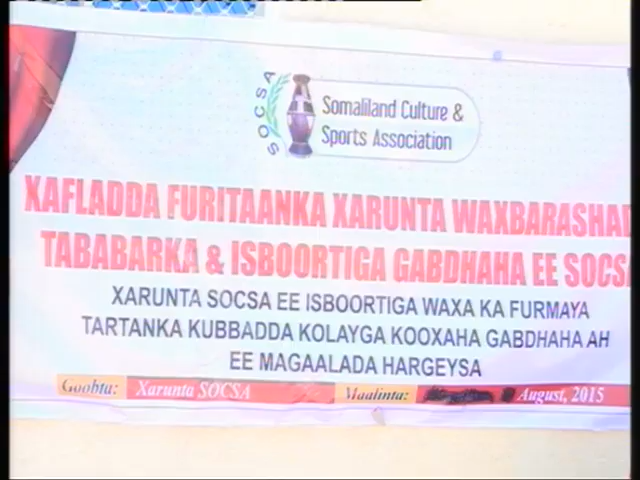 SOCSA
Somaliland Culture &
Sports Association
XAFLADDA FURITAANKA XARUNTA WAXBARASHAD
TABABARKA & ISBOORTIGA GABDHAHA EE SOCSA
XARUNTA SOCSA EE ISBOORTIGA WAXA KA FURMAYA
TARTANKA KUBBADDA KOLAYGA KOOXAHA GABDHAHA AH
EE MAGAALADA HARGEYSA
Goobta: Xarunta SOCSA Maalinta: August, 2015